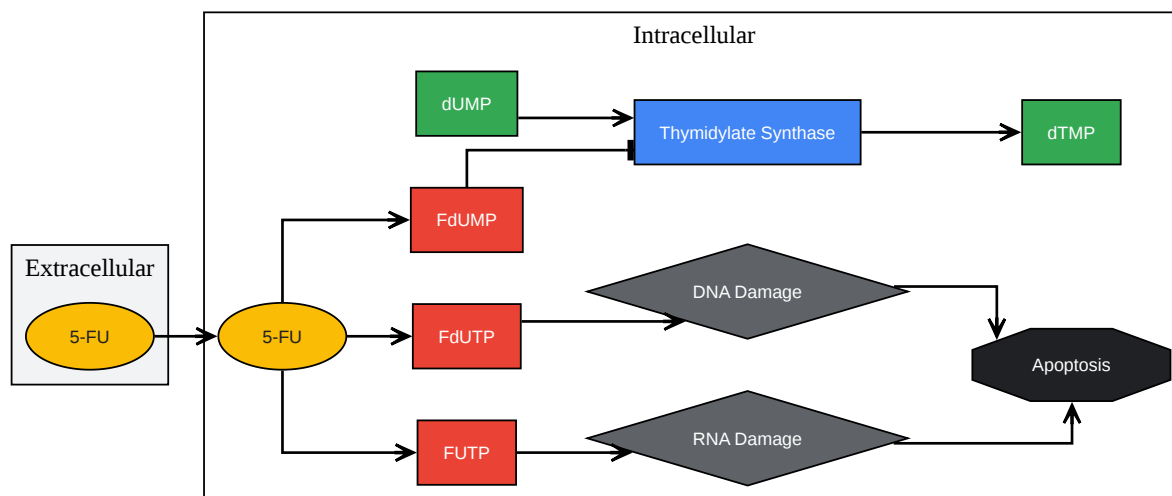 Intracellular
dUMP
Thymidylate Synthase
dTMP
FdUMP
Extracellular
5-FU
5-FU
FdUTP
DNA Damage
Apoptosis
FUTP
RNA Damage